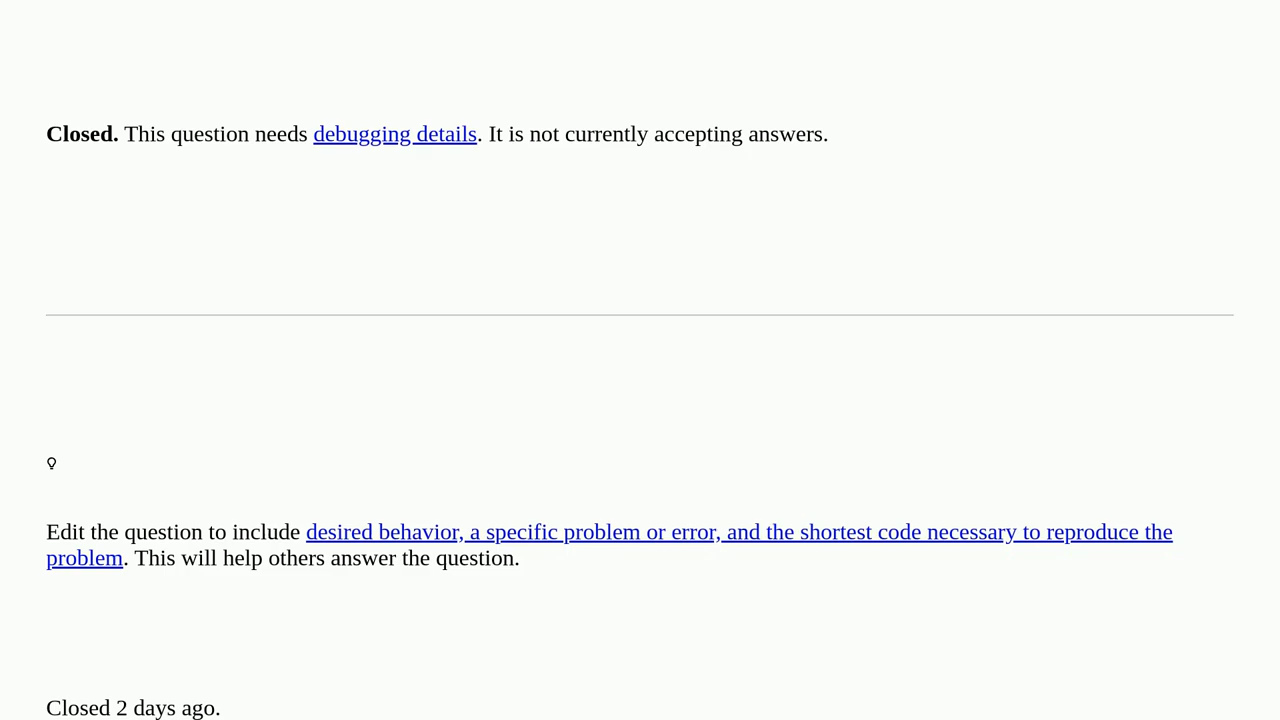 Closed. This question needs debugging details. It is not currently accepting answers.
Edit the question to include desired behavior, a specific problem or error, and the shortest code necessary to reproduce the
problem. This will help others answer the question.
Closed 2 days ago.